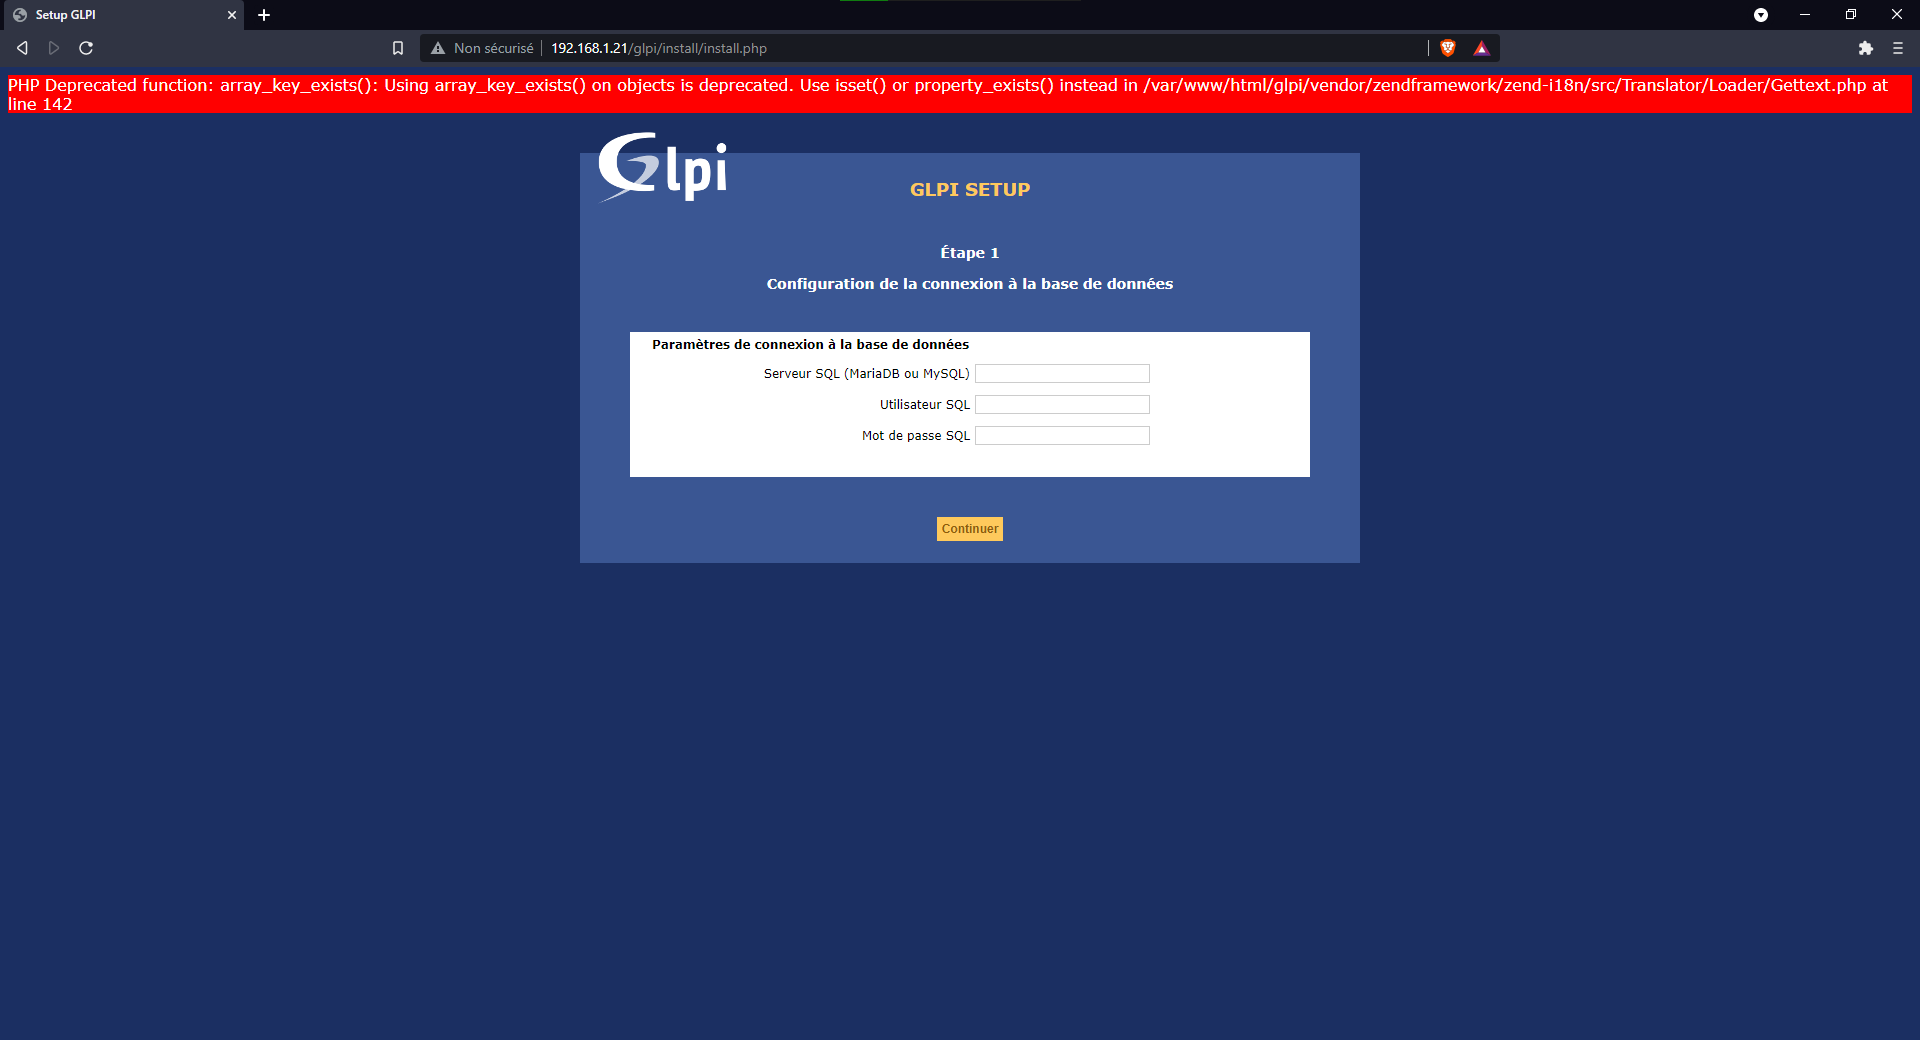 Setup GLPI
Non sécurisé 192.168.1.21/glpi/install/install.php
PHP Deprecated function: array_key_exists(): Using array_key_exists() on objects is deprecated. Use isset() or property_exists() instead in /var/www/html/glpi/vendor/zendframework/zend-i18n/src/Translator/Loader/Gettext.php at
line 142
Glpi
GLPI SETUP
Étape 1
Configuration de la connexion à la base de données
Paramètres de connexion à la base de données
Serveur SQL (MariaDB ou MySQL)
Utilisateur SQL
Mot de passe SQL
Continuer